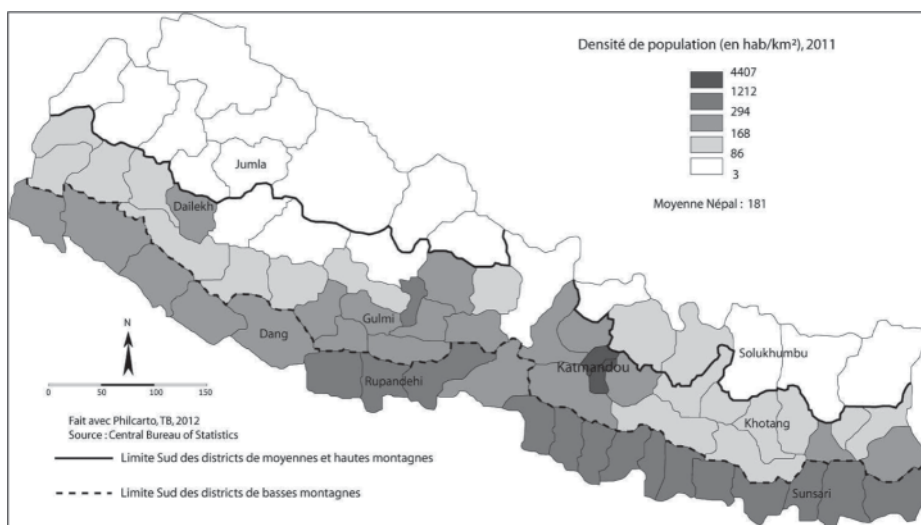 Densité de population (en hab/km²), 2011
4407
1212
294
168
86
3
Moyenne Népal : 181
Jumla
Dailekh
Gulmi
Dang
Rupandehi
Katmandou
Solukhumbu
Khotang
Sunsari
N
0 50 100 150
Fait avec Philcarto, TB, 2012
Source : Central Bureau of Statistics
Limite Sud des districts de moyennes et hautes montagnes
Limite Sud des districts de basses montagnes